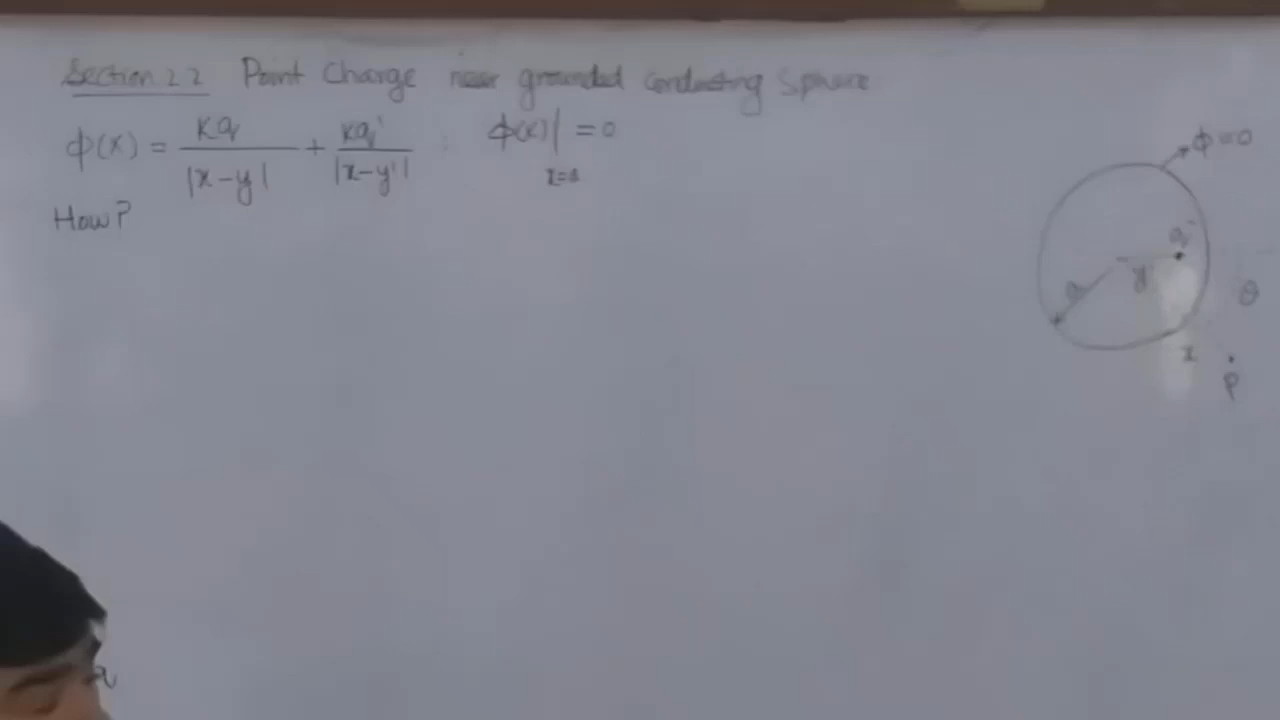 Section 2.2 Point Charge near grounded conducting Sphere
ϕ(x) = Kq / |x-y| + Kq' / |x-y'| : ϕ(x)| = 0
x=a
How?
ϕ=0
q'
a
y'
θ
x
P